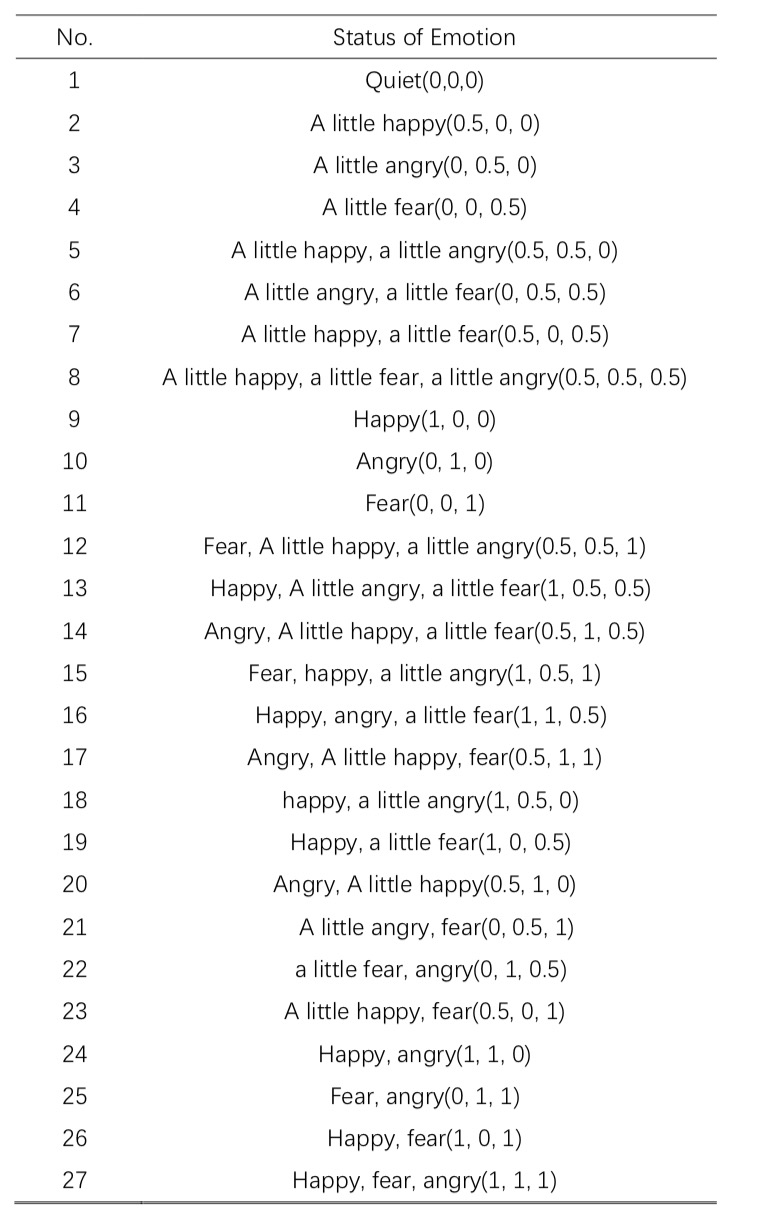 No. Status of Emotion
1 Quiet(0,0,0)
2 A little happy(0.5, 0, 0)
3 A little angry(0, 0.5, 0)
4 A little fear(0, 0, 0.5)
5 A little happy, a little angry(0.5, 0.5, 0)
6 A little angry, a little fear(0, 0.5, 0.5)
7 A little happy, a little fear(0.5, 0, 0.5)
8 A little happy, a little fear, a little angry(0.5, 0.5, 0.5)
9 Happy(1, 0, 0)
10 Angry(0, 1, 0)
11 Fear(0, 0, 1)
12 Fear, A little happy, a little angry(0.5, 0.5, 1)
13 Happy, A little angry, a little fear(1, 0.5, 0.5)
14 Angry, A little happy, a little fear(0.5, 1, 0.5)
15 Fear, happy, a little angry(1, 0.5, 1)
16 Happy, angry, a little fear(1, 1, 0.5)
17 Angry, A little happy, fear(0.5, 1, 1)
18 happy, a little angry(1, 0.5, 0)
19 Happy, a little fear(1, 0, 0.5)
20 Angry, A little happy(0.5, 1, 0)
21 A little angry, fear(0, 0.5, 1)
22 a little fear, angry(0, 1, 0.5)
23 A little happy, fear(0.5, 0, 1)
24 Happy, angry(1, 1, 0)
25 Fear, angry(0, 1, 1)
26 Happy, fear(1, 0, 1)
27 Happy, fear, angry(1, 1, 1)